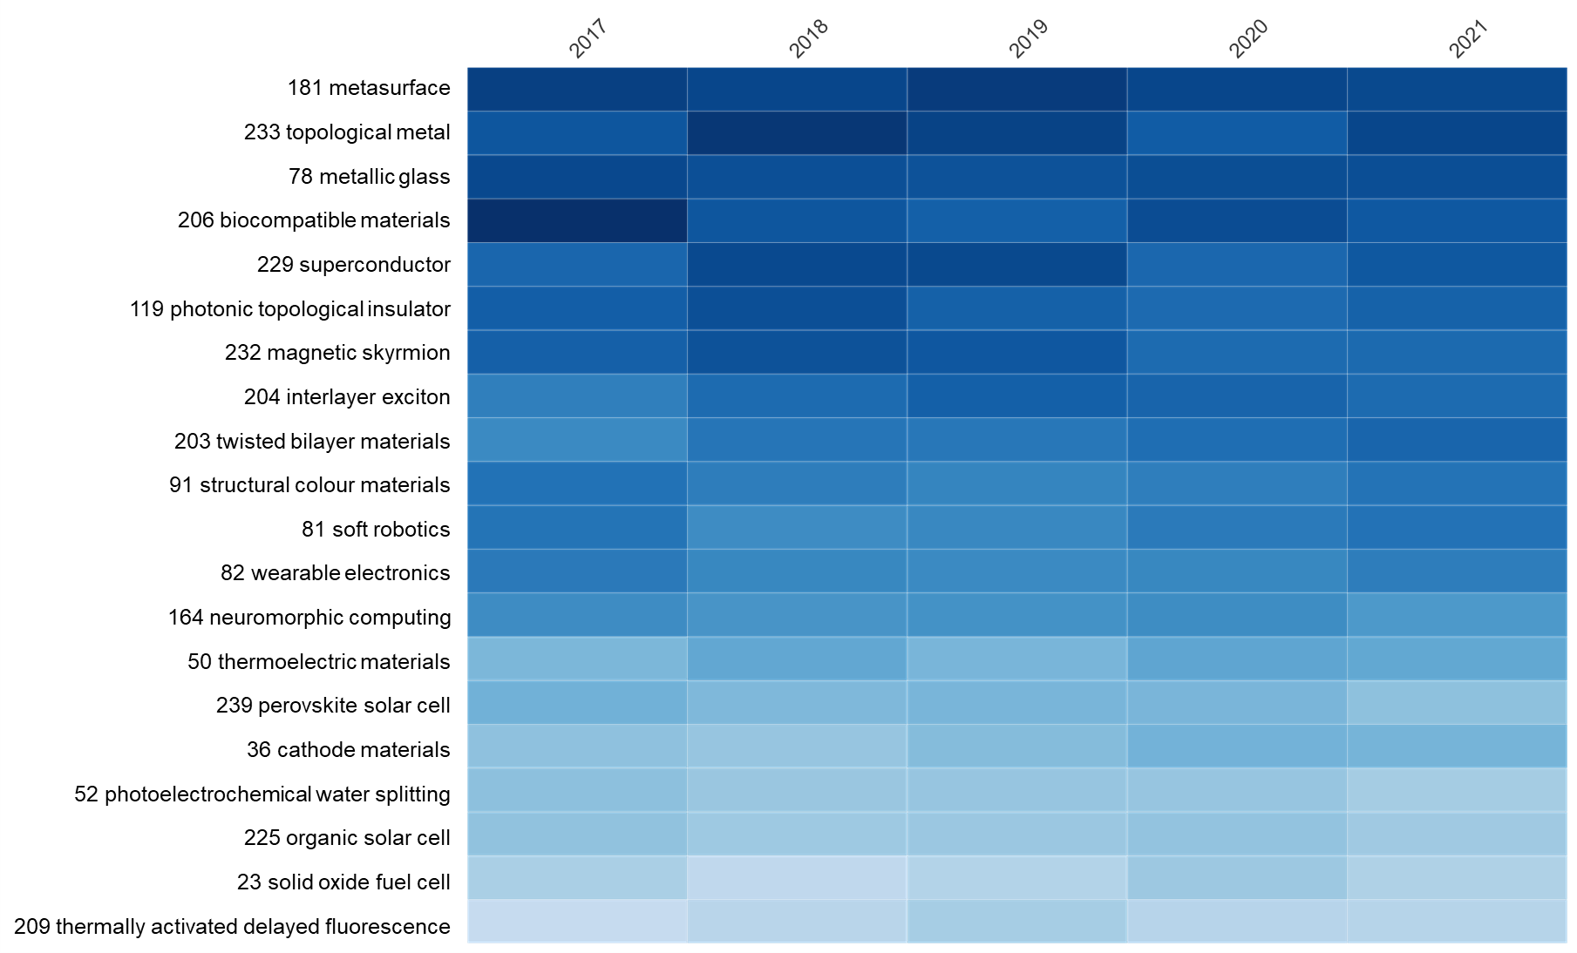 2017 2018 2019 2020 2021
181 metasurface
233 topological metal
78 metallic glass
206 biocompatible materials
229 superconductor
119 photonic topological insulator
232 magnetic skyrmion
204 interlayer exciton
203 twisted bilayer materials
91 structural colour materials
81 soft robotics
82 wearable electronics
164 neuromorphic computing
50 thermoelectric materials
239 perovskite solar cell
36 cathode materials
52 photoelectrochemical water splitting
225 organic solar cell
23 solid oxide fuel cell
209 thermally activated delayed fluorescence